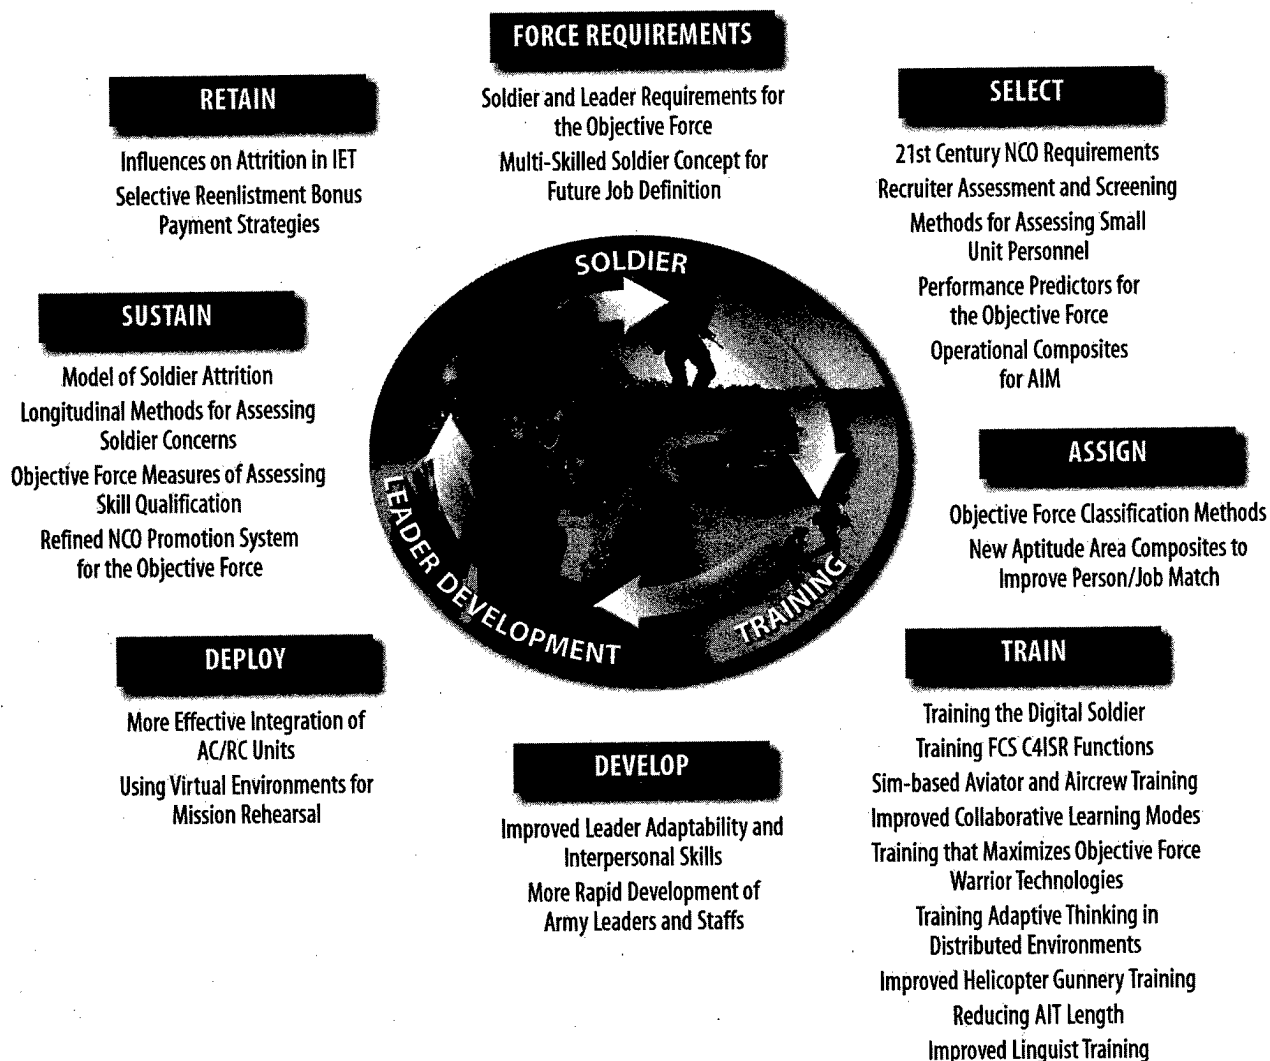 FORCE REQUIREMENTS
Soldier and Leader Requirements for
the Objective Force
Multi-Skilled Soldier Concept for
Future Job Definition
SELECT
21st Century NCO Requirements
Recruiter Assessment and Screening
Methods for Assessing Small
Unit Personnel
Performance Predictors for
the Objective Force
Operational Composites
for AIM
ASSIGN
Objective Force Classification Methods
New Aptitude Area Composites to
Improve Person/Job Match
TRAIN
Training the Digital Soldier
Training FCS C4ISR Functions
Sim-based Aviator and Aircrew Training
Improved Collaborative Learning Modes
Training that Maximizes Objective Force
Warrior Technologies
Training Adaptive Thinking in
Distributed Environments
Improved Helicopter Gunnery Training
Reducing AIT Length
Improved Linguist Training
DEVELOP
Improved Leader Adaptability and
Interpersonal Skills
More Rapid Development of
Army Leaders and Staffs
DEPLOY
More Effective Integration of
AC/RC Units
Using Virtual Environments for
Mission Rehearsal
SUSTAIN
Model of Soldier Attrition
Longitudinal Methods for Assessing
Soldier Concerns
Objective Force Measures of Assessing
Skill Qualification
Refined NCO Promotion System
for the Objective Force
RETAIN
Influences on Attrition in IET
Selective Reenlistment Bonus
Payment Strategies
SOLDIER
TRAINING
LEADER DEVELOPMENT